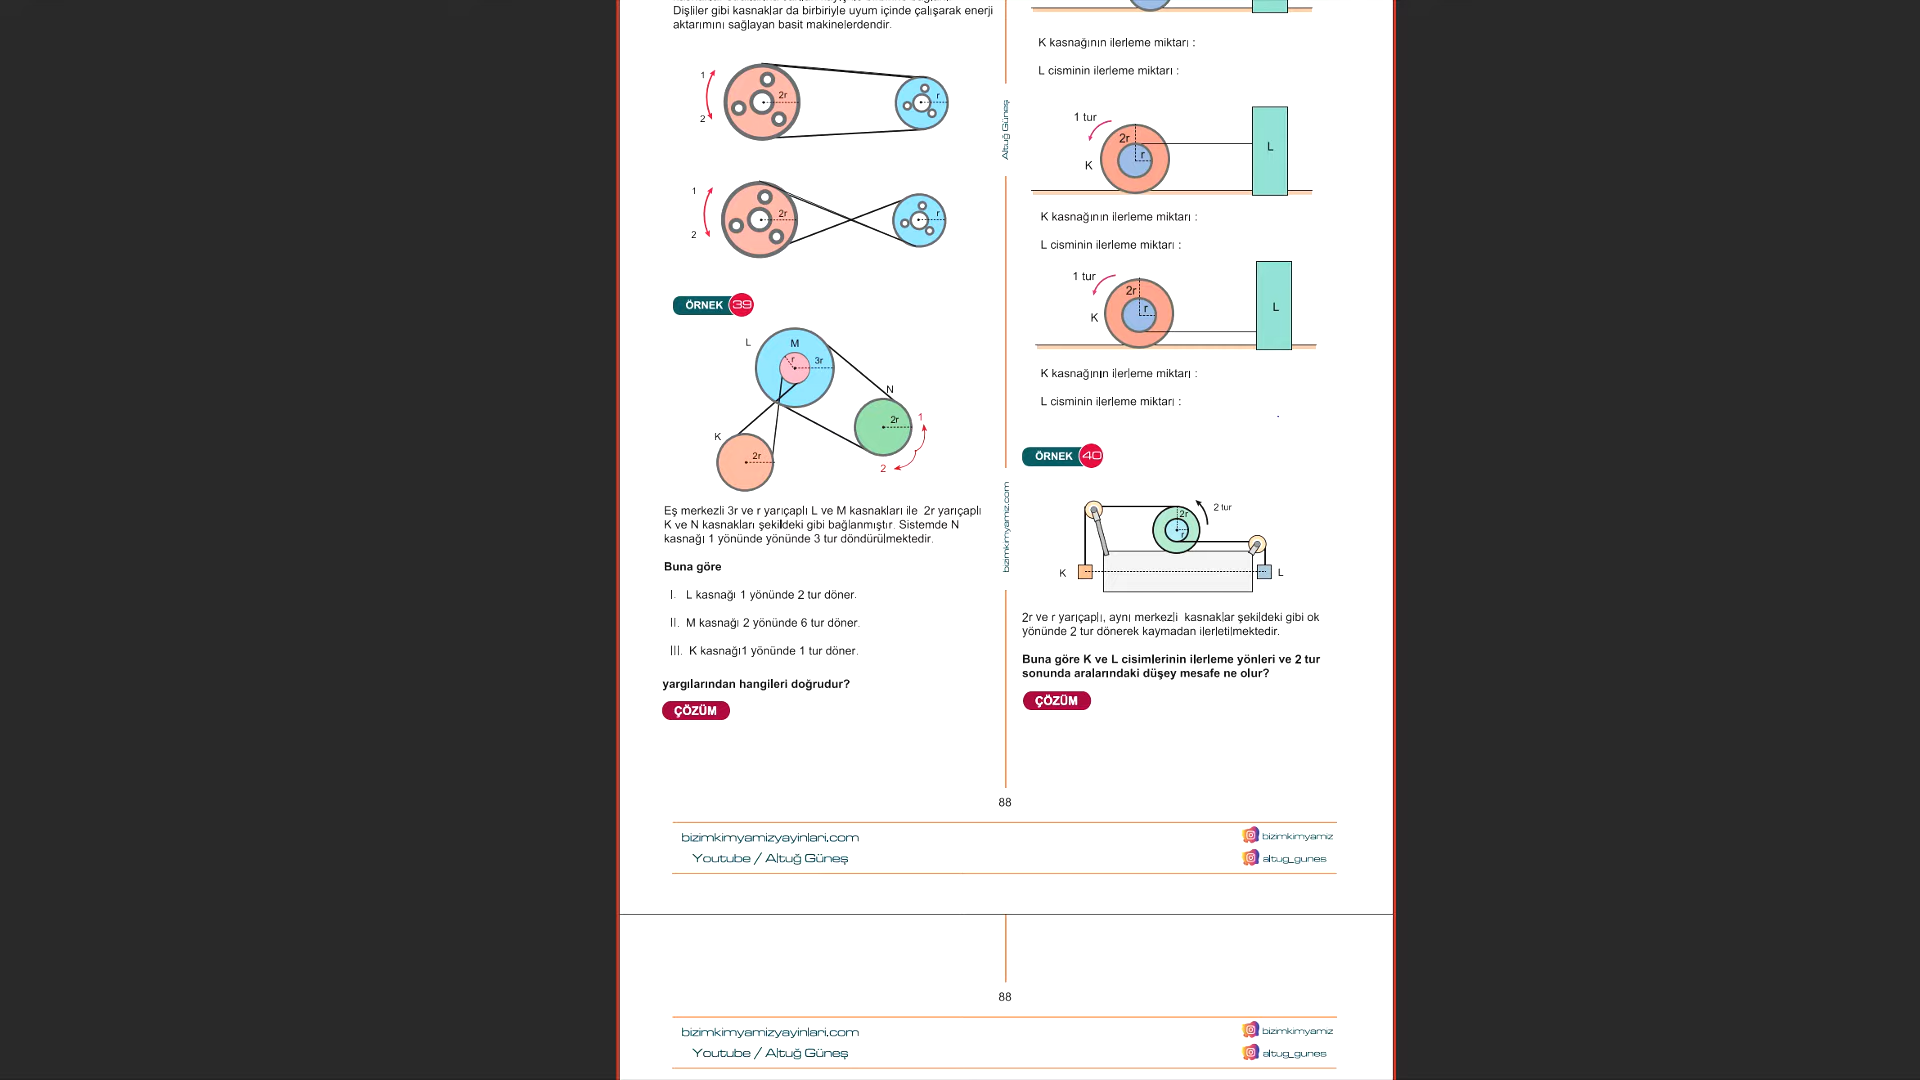 Dişliler gibi kasnaklar da birbiriyle uyum içinde çalışarak enerji
aktarımını sağlayan basit makinelerdendir.
1
2r
r
2
1
2r
r
2
ÖRNEK 39
L
M
r
3r
N
2r
1
K
2r
2
Eş merkezli 3r ve r yarıçaplı L ve M kasnakları ile 2r yarıçaplı
K ve N kasnakları şekildeki gibi bağlanmıştır. Sistemde N
kasnağı 1 yönünde yönünde 3 tur döndürülmektedir.
Buna göre
I. L kasnağı 1 yönünde 2 tur döner.
II. M kasnağı 2 yönünde 6 tur döner.
III. K kasnağı1 yönünde 1 tur döner.
yargılarından hangileri doğrudur?
ÇÖZÜM
Altuğ Güneş
bizimkimyamiz.com
K kasnağının ilerleme miktarı :
L cisminin ilerleme miktarı :
1 tur
2r
r
K
L
K kasnağının ilerleme miktarı :
L cisminin ilerleme miktarı :
1 tur
2r
r
K
L
K kasnağının ilerleme miktarı :
L cisminin ilerleme miktarı :
ÖRNEK 40
2r
r
2 tur
K
L
2r ve r yarıçaplı, aynı merkezli kasnaklar şekildeki gibi ok
yönünde 2 tur dönerek kaymadan ilerletilmektedir.
Buna göre K ve L cisimlerinin ilerleme yönleri ve 2 tur
sonunda aralarındaki düşey mesafe ne olur?
ÇÖZÜM
88
bizimkimyamizyayinlari.com
Youtube / Altuğ Güneş
bizimkimyamiz
altug_gunes
88
bizimkimyamizyayinlari.com
Youtube / Altuğ Güneş
bizimkimyamiz
altug_gunes